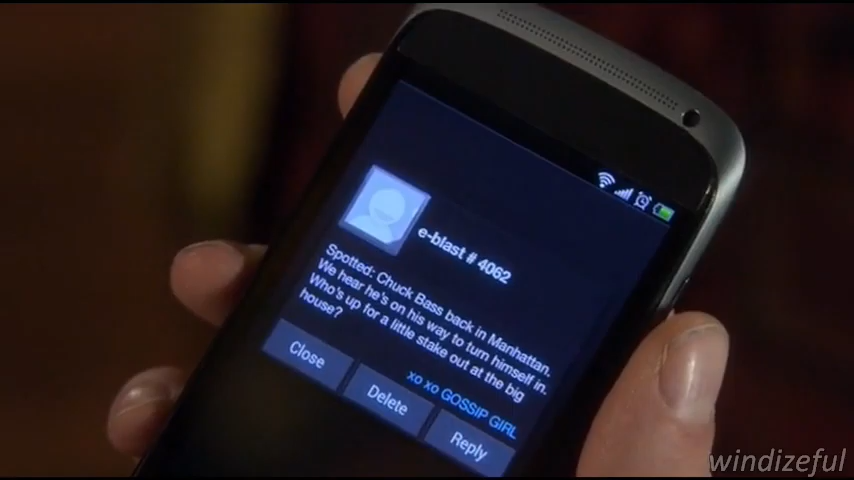 e-blast # 4062
Spotted: Chuck Bass back in Manhattan.
We hear he's on his way to turn himself in.
Who's up for a little stake out at the big
house?
xo xo GOSSIP GIRL
Close
Delete
Reply
windizeful